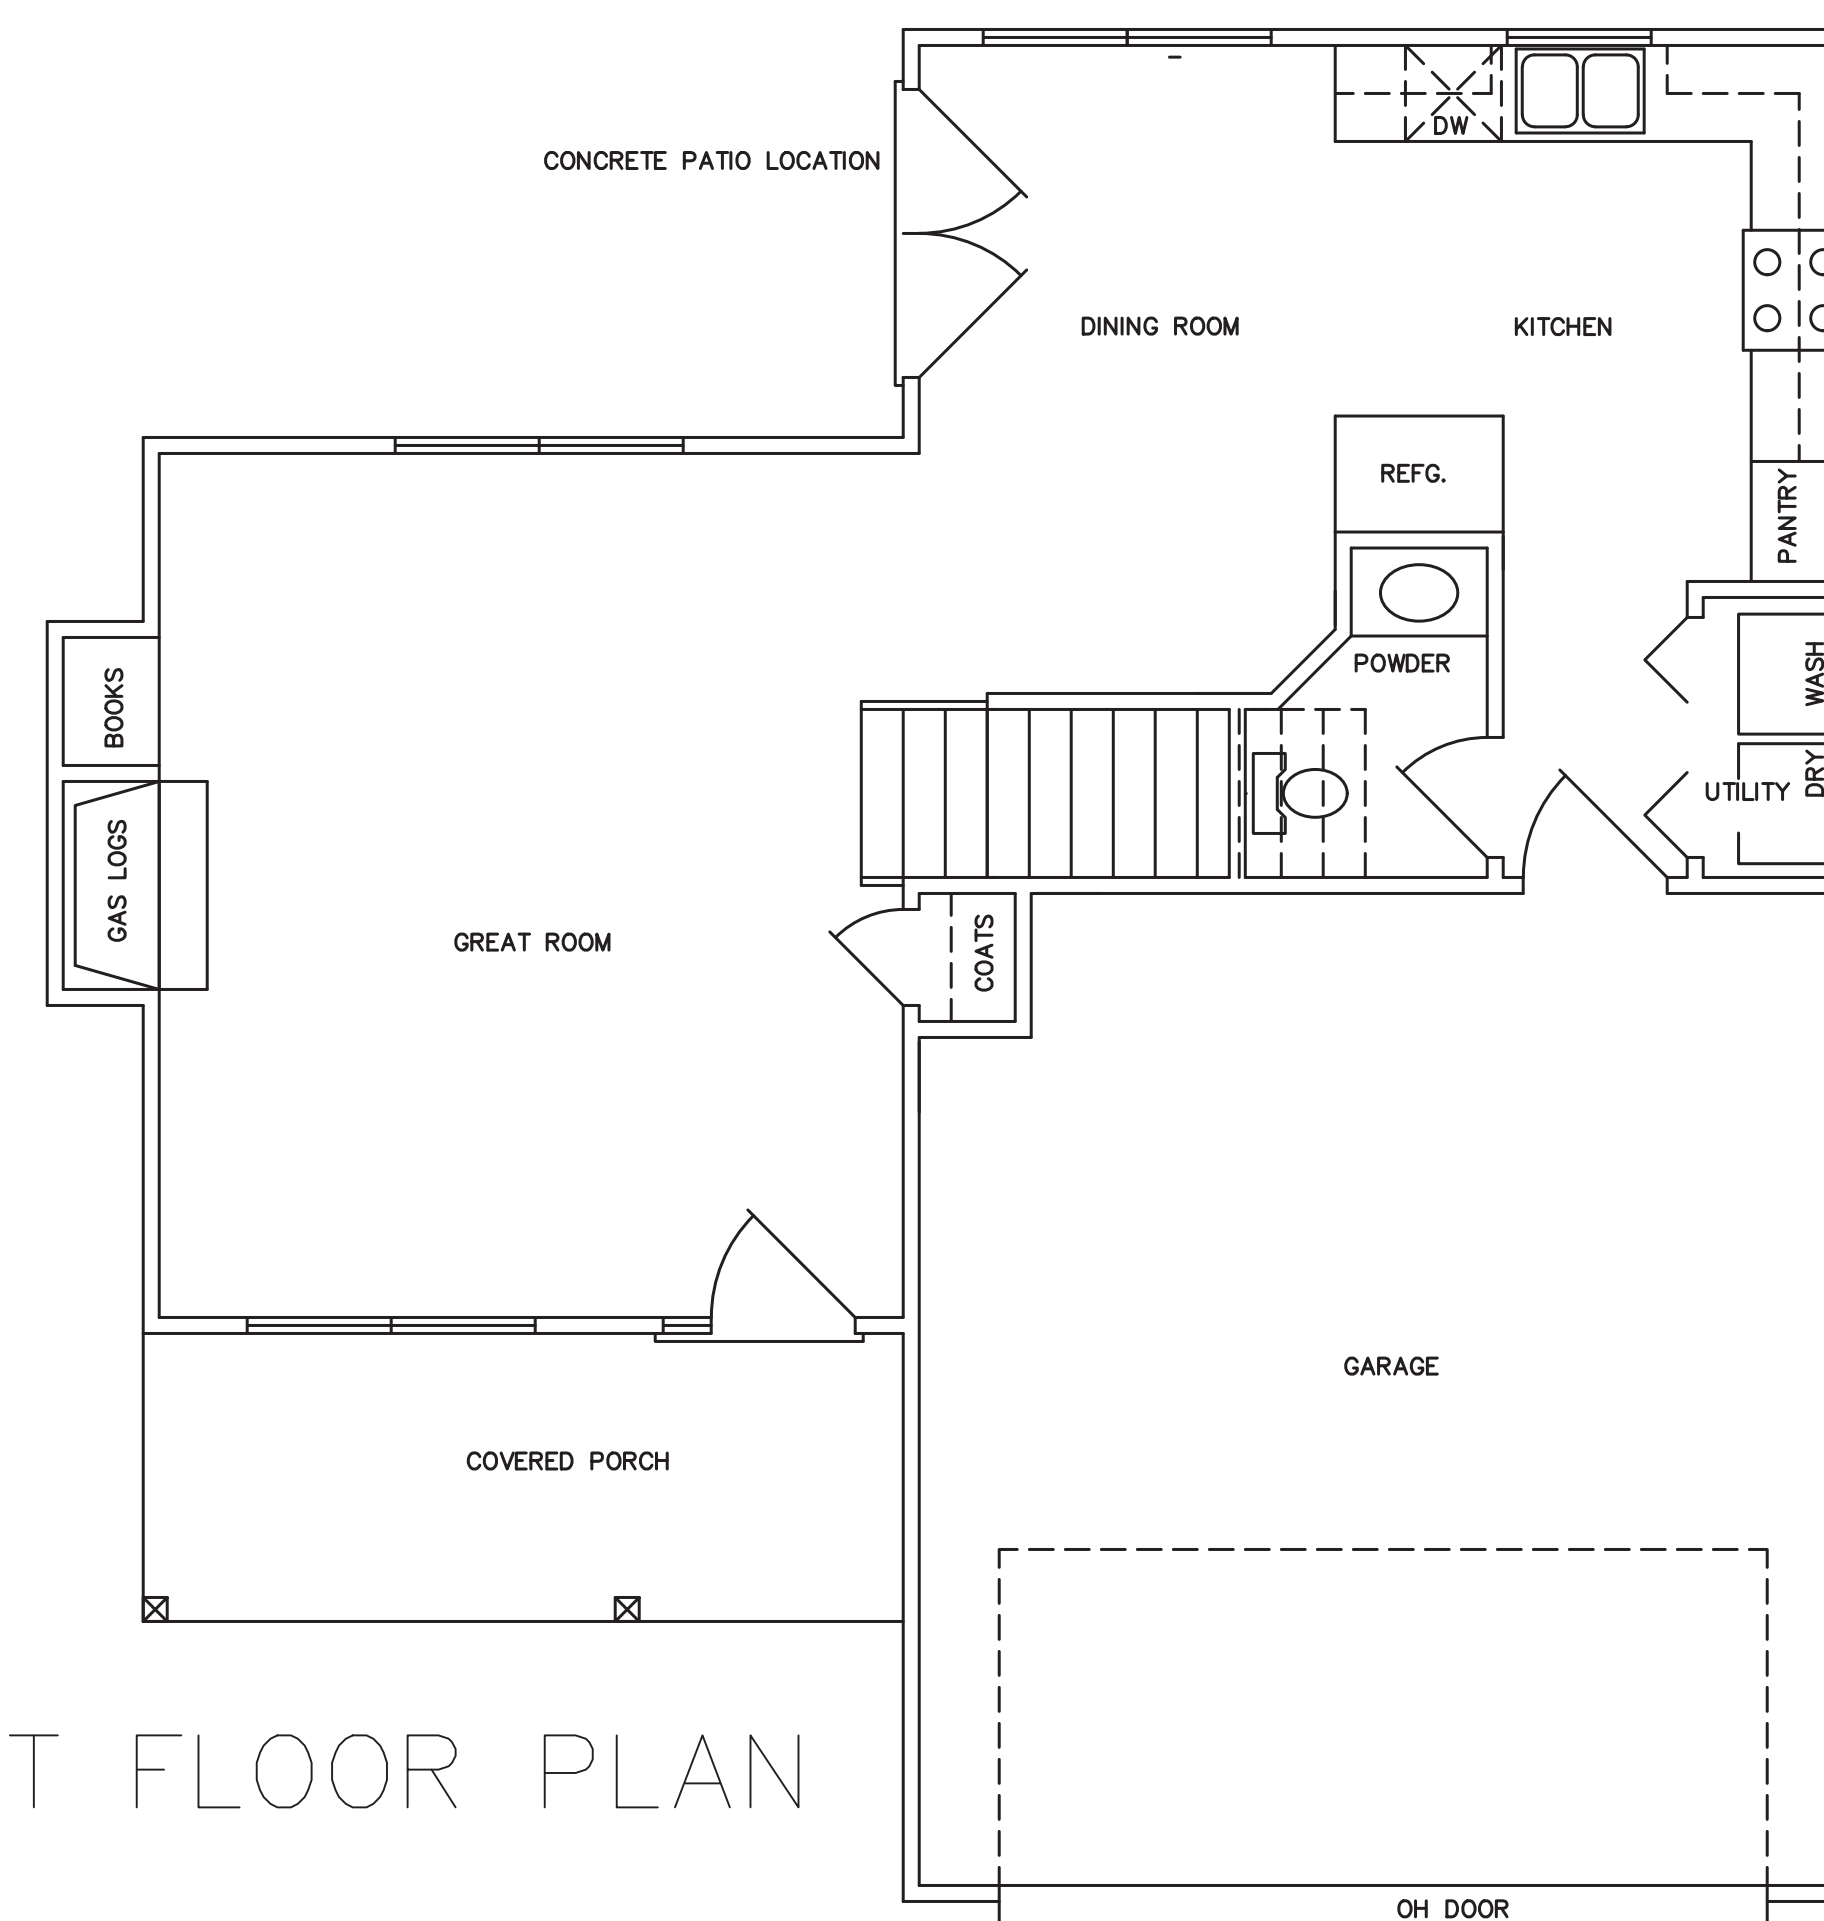 DW
CONCRETE PATIO LOCATION
DINING ROOM
KITCHEN
REFG.
PANTRY
POWDER
BOOKS
WASH
DRY
UTILITY
GAS LOGS
GREAT ROOM
COATS
GARAGE
COVERED PORCH
T FLOOR PLAN
OH DOOR